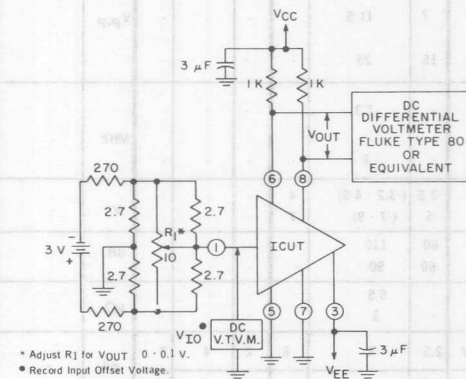 VCC
3 µF
1 K
1 K
VOUT
DC
DIFFERENTIAL
VOLTMETER
FLUKE TYPE 80
OR
EQUIVALENT
6
8
270
2.7
2.7
R1*
10
1
ICUT
3 V
-
+
2.7
2.7
270
VIO
DC
V.T.V.M.
5
7
3
3 µF
VEE
* Adjust R1 for VOUT . 0 · 0.1 V.
● Record Input Offset Voltage.